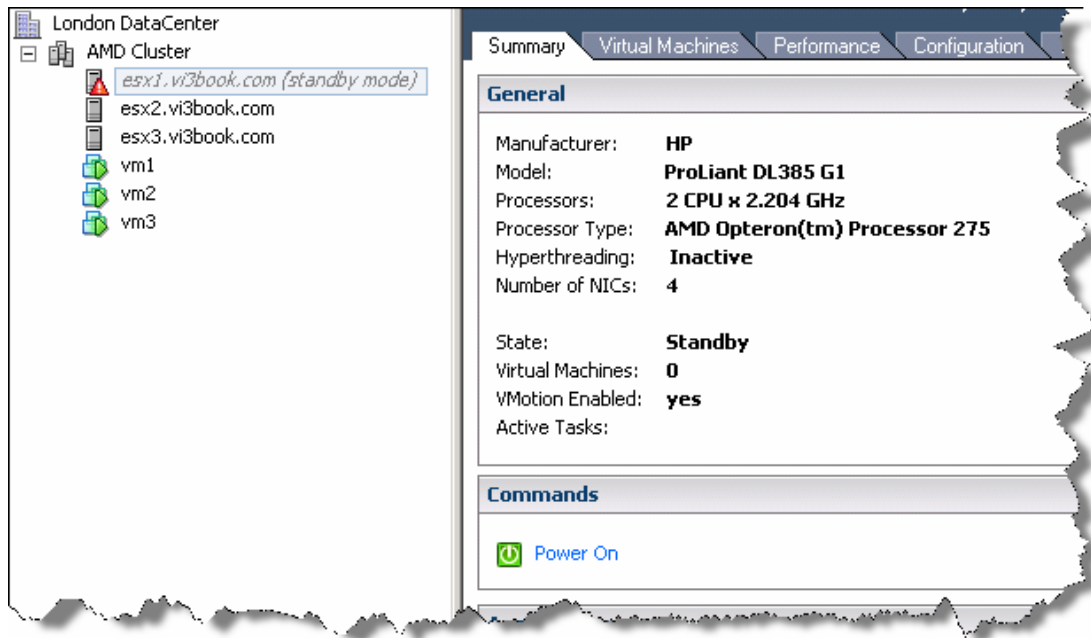 London DataCenter
AMD Cluster
esx1.vi3book.com (standby mode)
esx2.vi3book.com
esx3.vi3book.com
vm1
vm2
vm3
Summary
Virtual Machines
Performance
Configuration
General
Manufacturer: HP
Model: ProLiant DL385 G1
Processors: 2 CPU x 2.204 GHz
Processor Type: AMD Opteron(tm) Processor 275
Hyperthreading: Inactive
Number of NICs: 4
State: Standby
Virtual Machines: 0
VMotion Enabled: yes
Active Tasks:
Commands
Power On